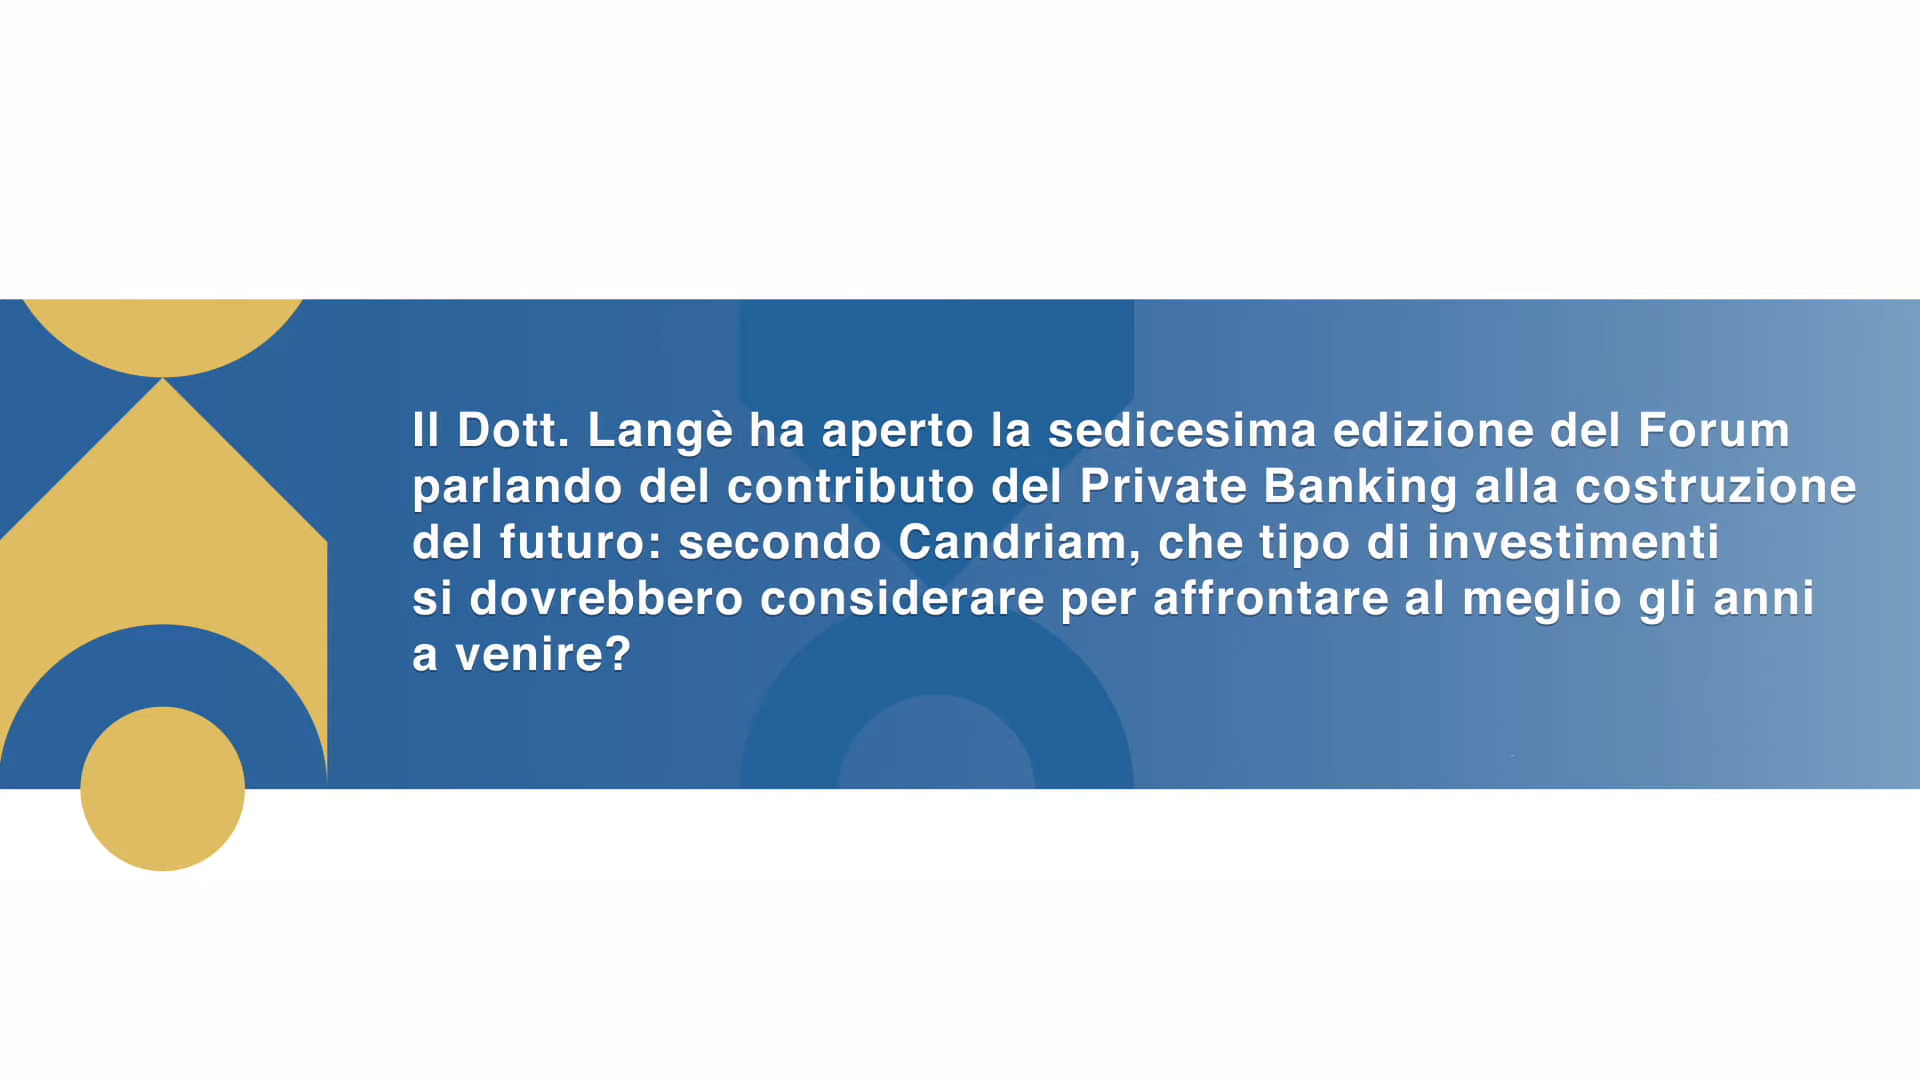 Il Dott. Langè ha aperto la sedicesima edizione del Forum
parlando del contributo del Private Banking alla costruzione
del futuro: secondo Candriam, che tipo di investimenti
si dovrebbero considerare per affrontare al meglio gli anni
a venire?